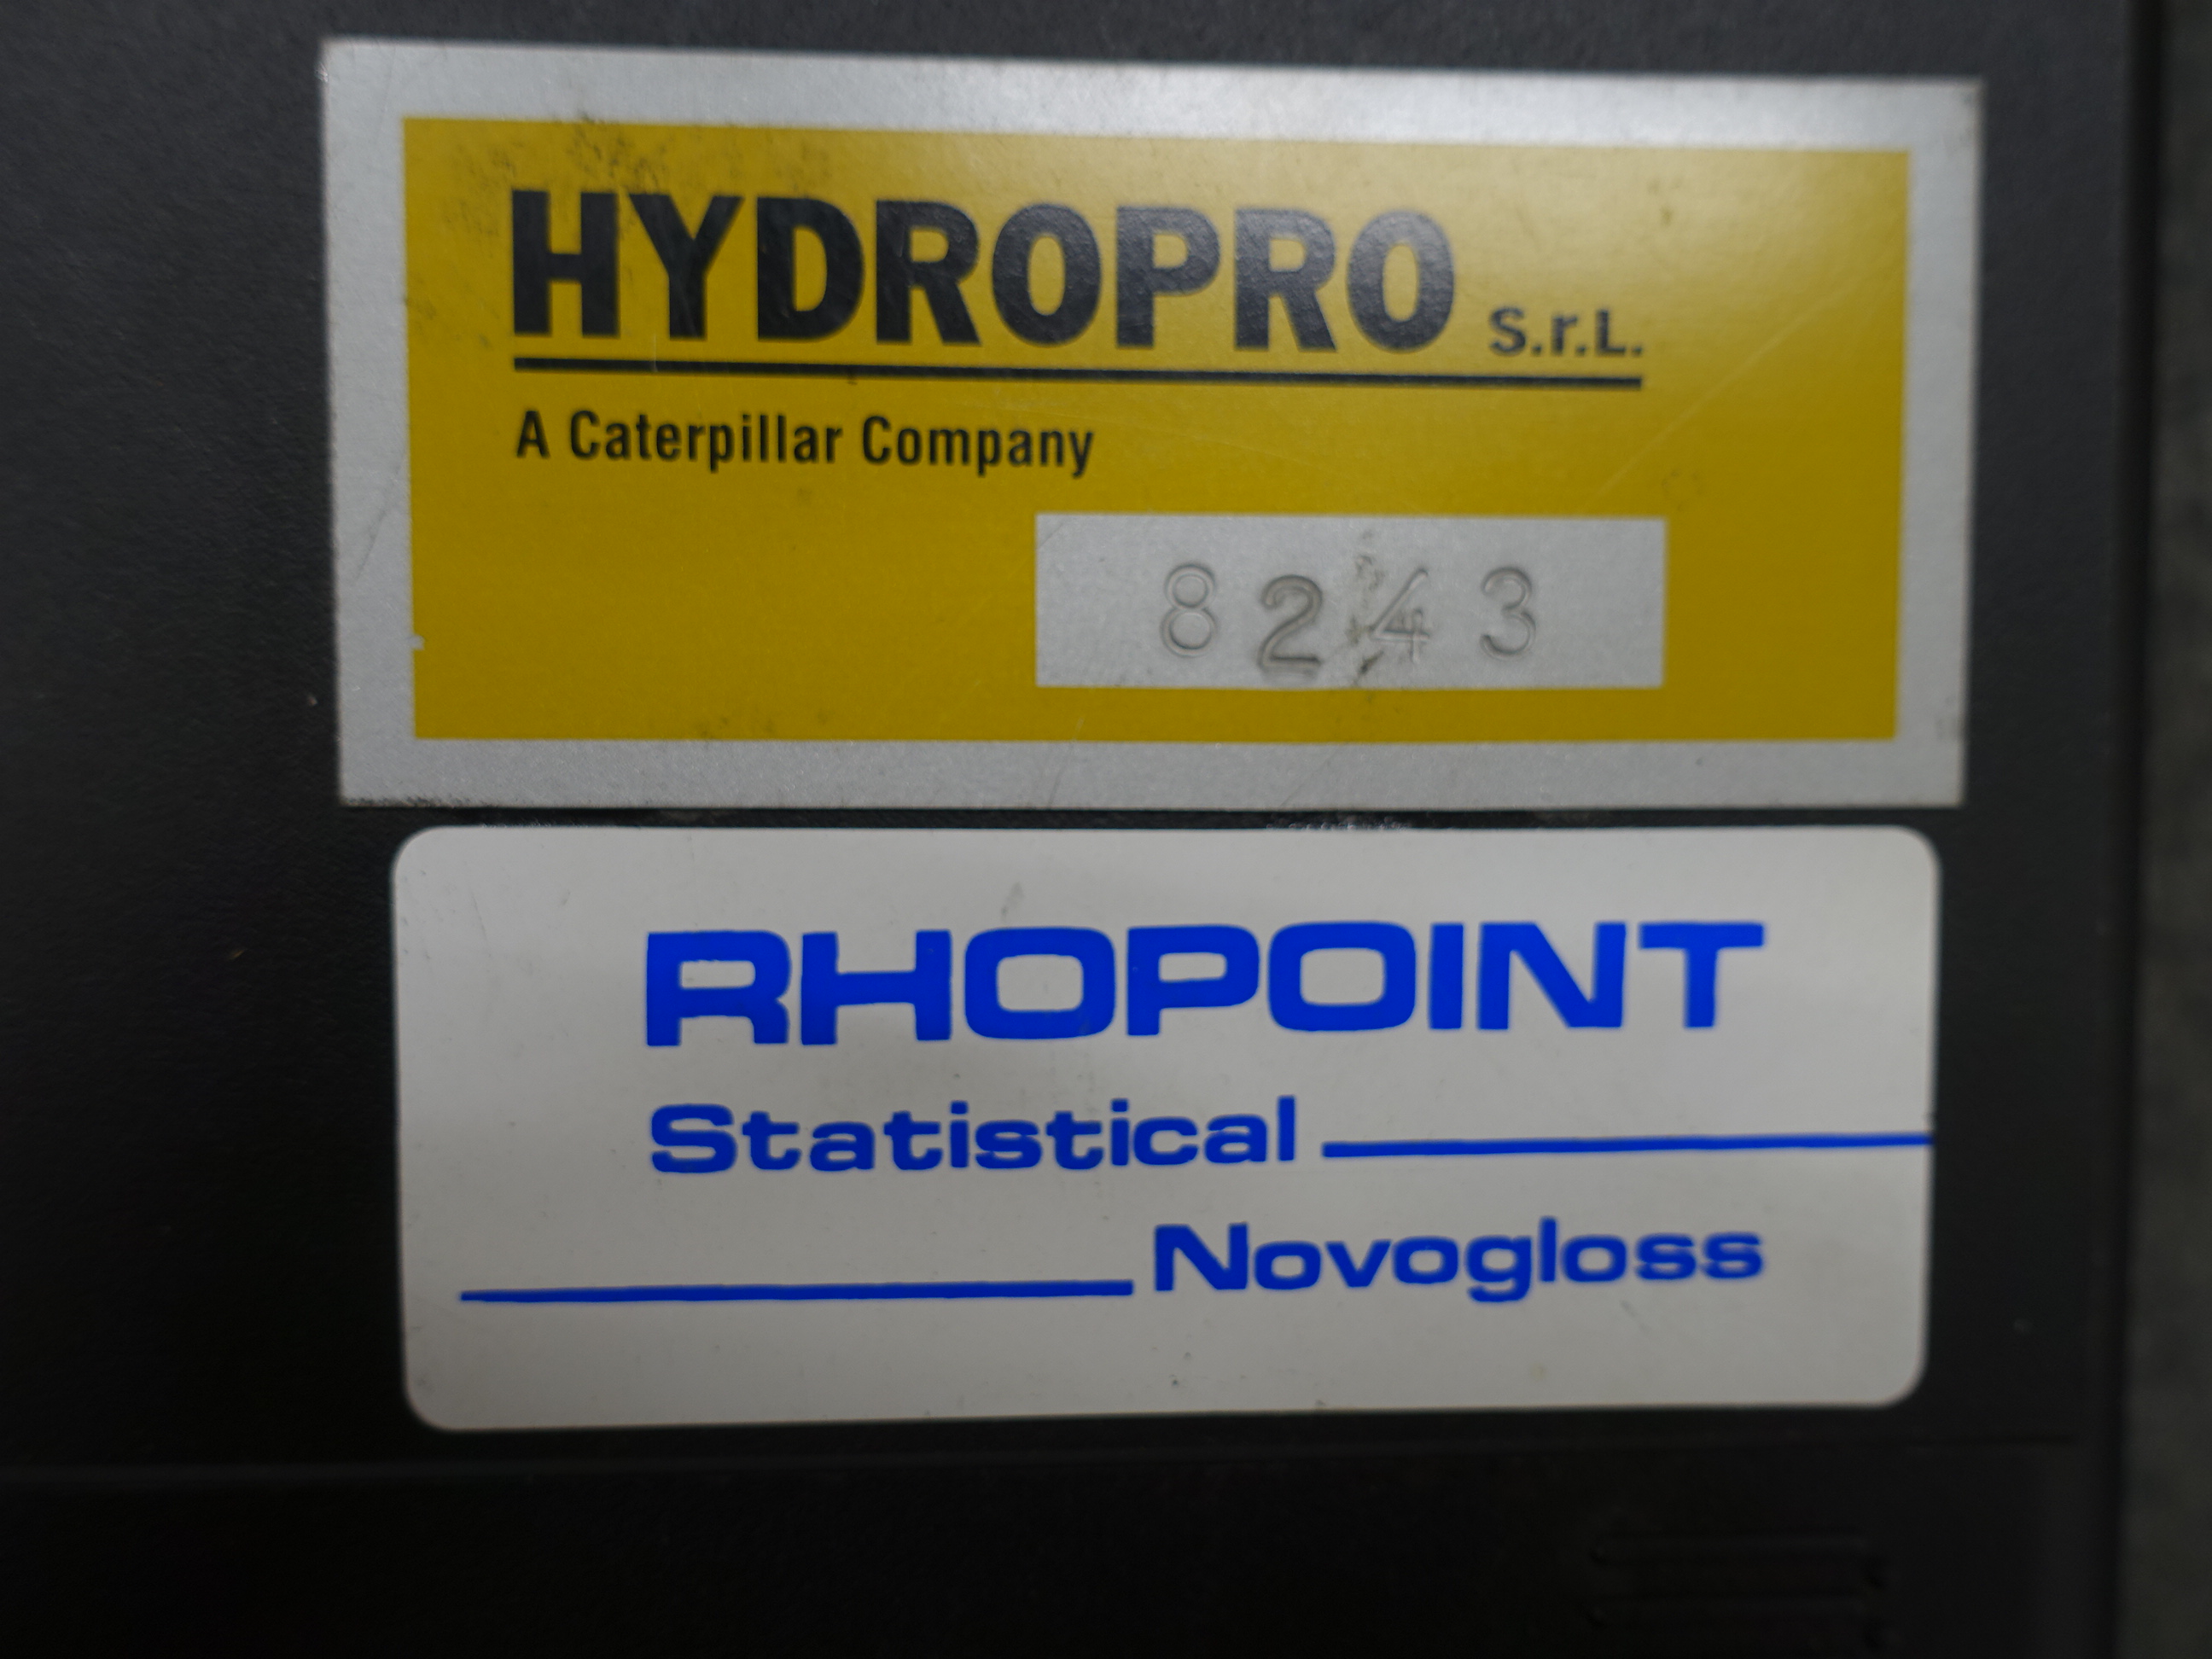 HYDROPRO S.r.L.
A Caterpillar Company
8243
RHOPOINT
Statistical
Novogloss